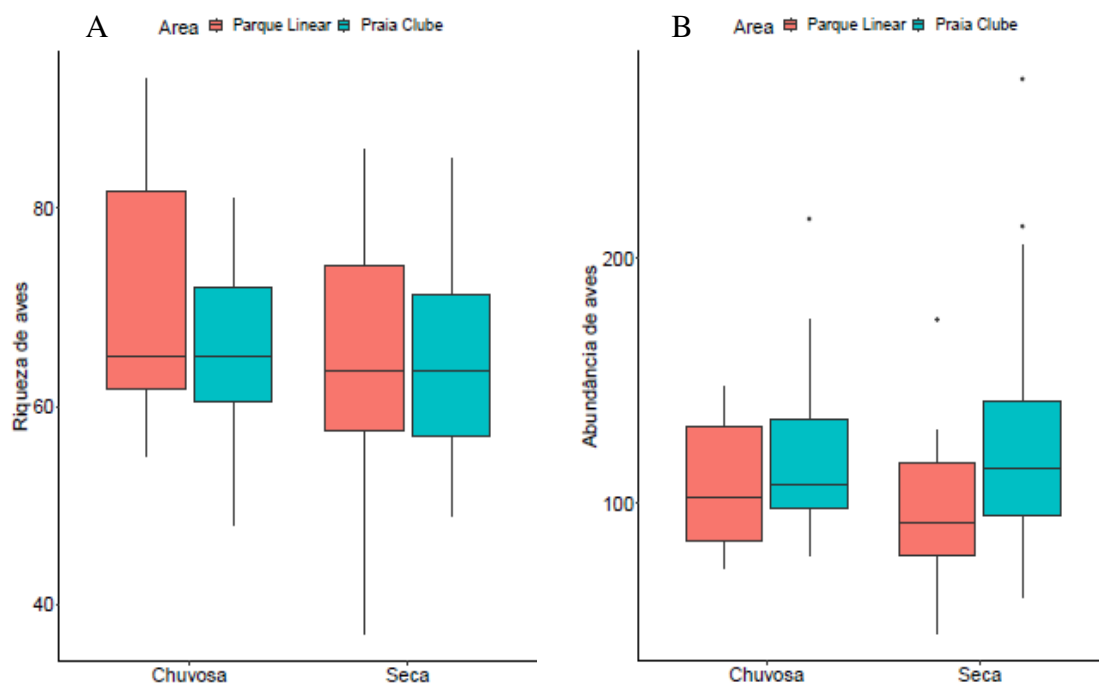 A
Area Parque Linear Praia Clube
Riqueza de aves
80
60
40
Chuvosa Seca
B
Area Parque Linear Praia Clube
Abundância de aves
200
100
Chuvosa Seca